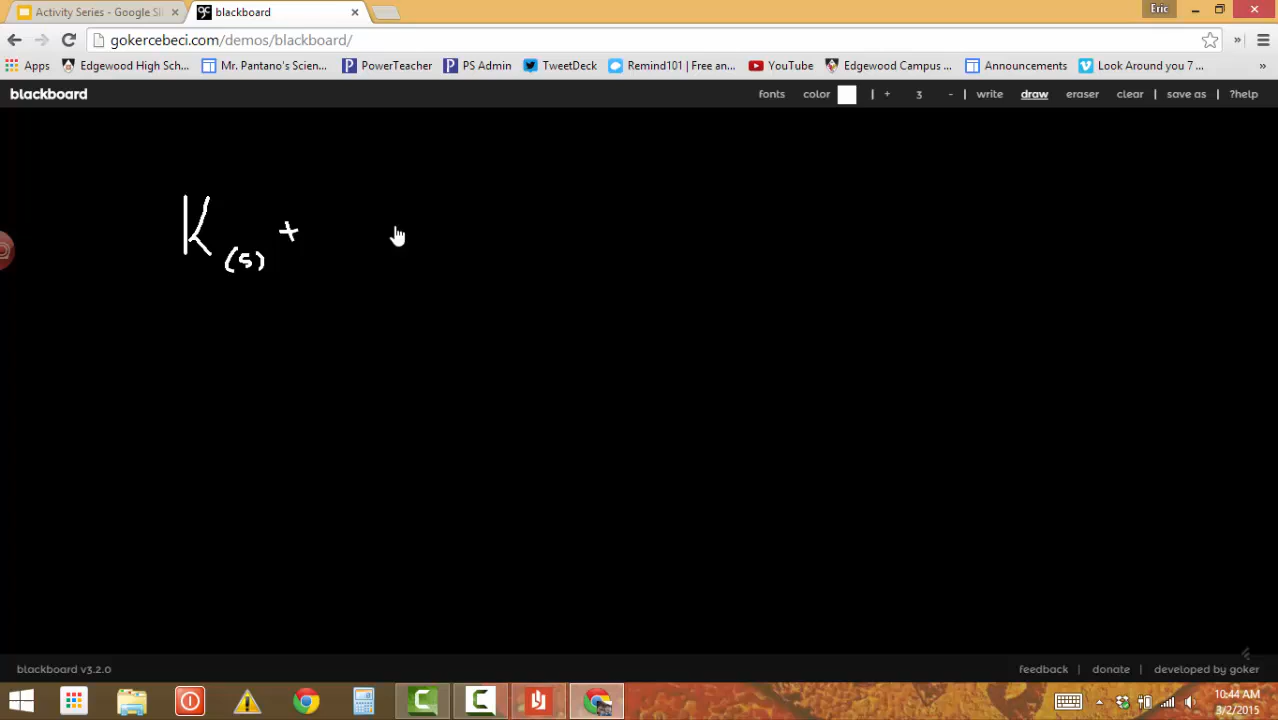 Activity Series - Google Sli
blackboard
Eric
gokercebeci.com/demos/blackboard/
Apps Edgewood High Sch... Mr. Pantano's Scien... PowerTeacher PS Admin TweetDeck Remind101 | Free an... YouTube Edgewood Campus ... Announcements Look Around you 7 ... »
blackboard fonts color | + 3 - | write draw eraser clear | save as | ?help
K (s) +
blackboard v3.2.0 feedback | donate | developed by goker
10:44 AM
3/2/2015